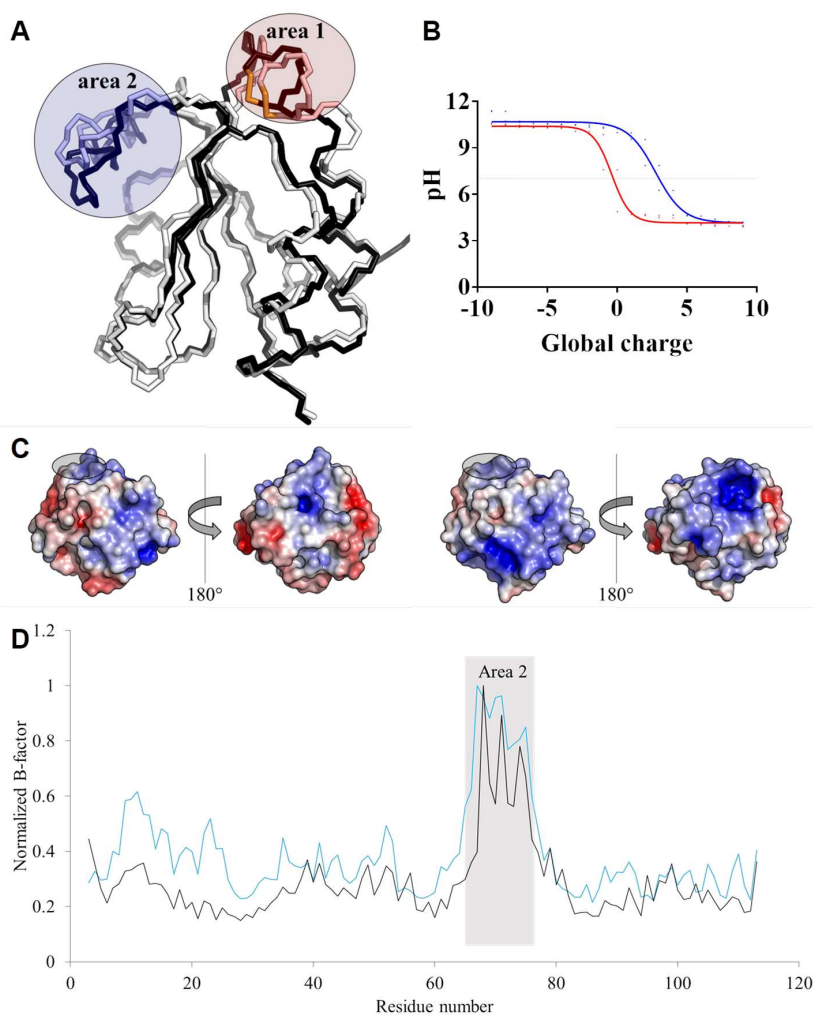 A
area 1
area 2
B
12
9
6
3
0
pH
-10
-5
0
5
10
Global charge
C
180°
180°
D
1.2
1
0.8
0.6
0.4
0.2
0
Normalized B-factor
Area 2
0
20
40
60
80
100
120
Residue number